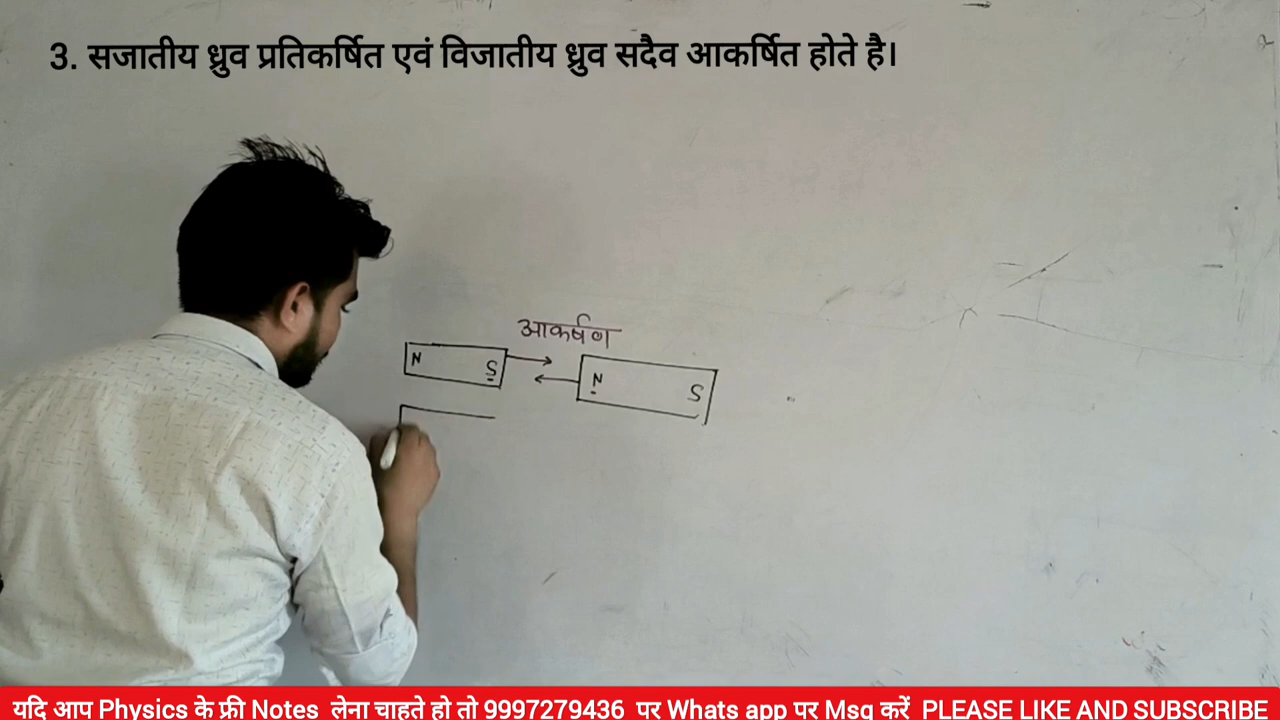 3. सजातीय ध्रुव प्रतिकर्षित एवं विजातीय ध्रुव सदैव आकर्षित होते है।
आकर्षण
N S N S
यदि आप Physics के फ्री Notes लेना चाहते हो तो 9997279436 पर Whats app पर Msg करें PLEASE LIKE AND SUBSCRIBE